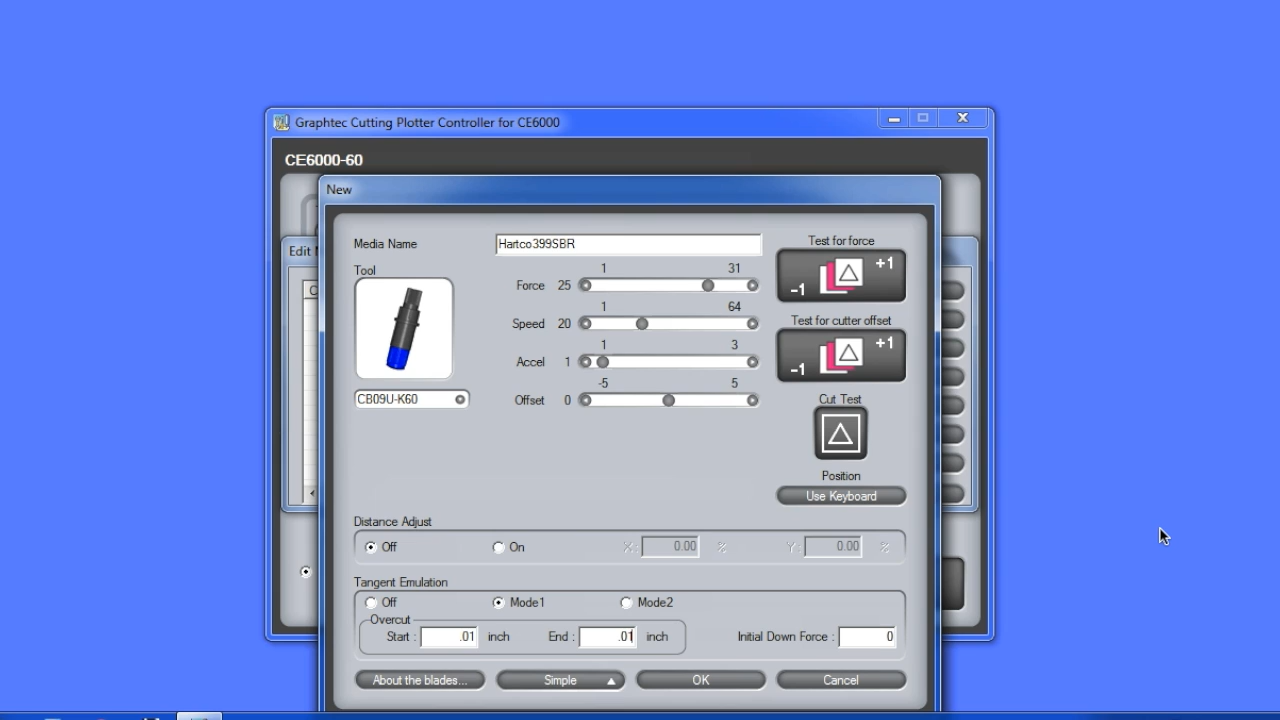 Graphtec Cutting Plotter Controller for CE6000
CE6000-60
New
Edit
Media Name Hartco399SBR
Tool
Test for force
-1 +1
1 31
Force 25
1 64
Speed 20
Test for cutter offset
-1 +1
1 3
Accel 1
-5 5
Offset 0
CB09U-K60
Cut Test
Position
Use Keyboard
Distance Adjust
Off On X: 0.00 % Y: 0.00 %
Tangent Emulation
Off Mode1 Mode2
Overcut
Start : .01 inch End : .01 inch Initial Down Force : 0
About the blades... Simple OK Cancel